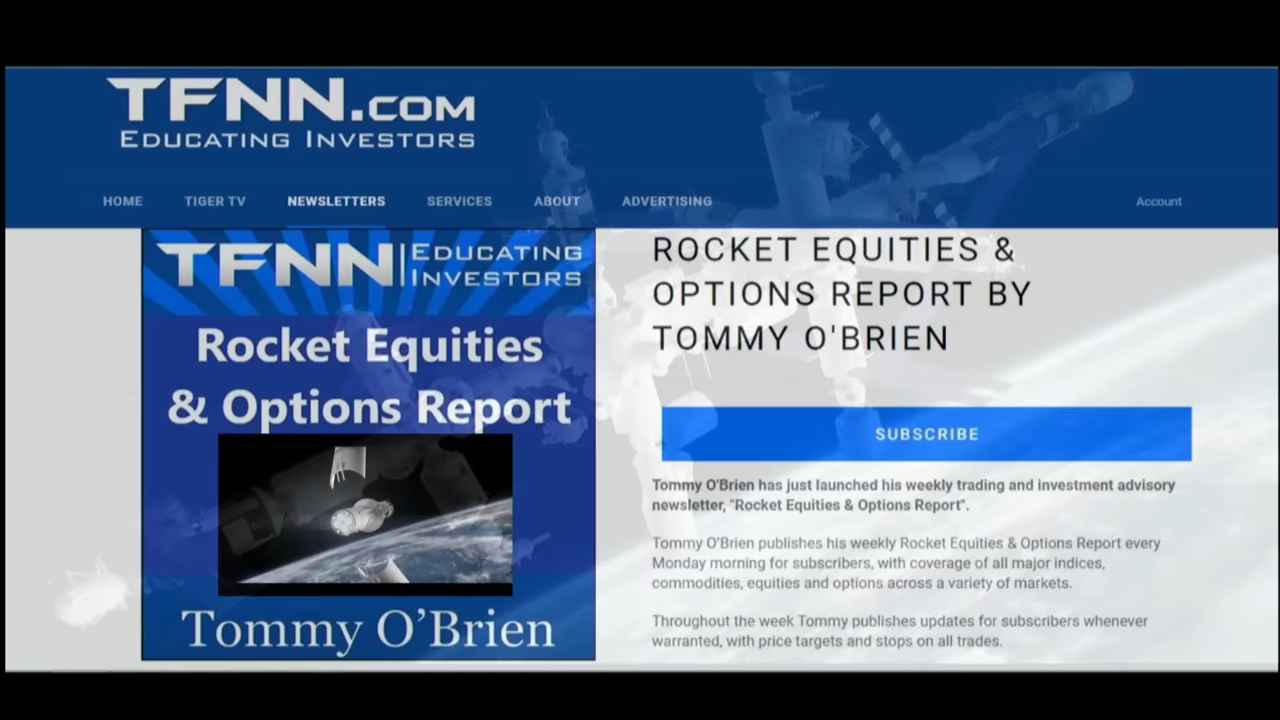 TFNN.COM
EDUCATING INVESTORS
HOME TIGER TV NEWSLETTERS SERVICES ABOUT ADVERTISING Account
TFNN | EDUCATING
INVESTORS
Rocket Equities
& Options Report
Tommy O’Brien
ROCKET EQUITIES &
OPTIONS REPORT BY
TOMMY O'BRIEN
SUBSCRIBE
Tommy O'Brien has just launched his weekly trading and investment advisory
newsletter, "Rocket Equities & Options Report".
Tommy O'Brien publishes his weekly Rocket Equities & Options Report every
Monday morning for subscribers, with coverage of all major indices,
commodities, equities and options across a variety of markets.
Throughout the week Tommy publishes updates for subscribers whenever
warranted, with price targets and stops on all trades.